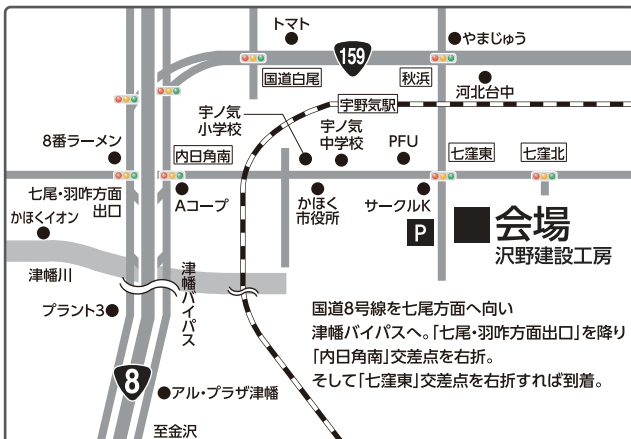 トマト
やまじゅう
159
国道白尾
秋浜
河北台中
宇野気駅
宇ノ気
小学校
宇ノ気
中学校
PFU
8番ラーメン
内日角南
七窪東
七窪北
七尾・羽咋方面
出口
Aコープ
かほく
市役所
サークルK
かほくイオン
P
会場
沢野建設工房
津幡川
津幡バイパス
プラント3
国道8号線を七尾方面へ向い
津幡バイパスへ。「七尾・羽咋方面出口」を降り
「内日角南」交差点を右折。
そして「七窪東」交差点を右折すれば到着。
8
アル・プラザ津幡
至金沢